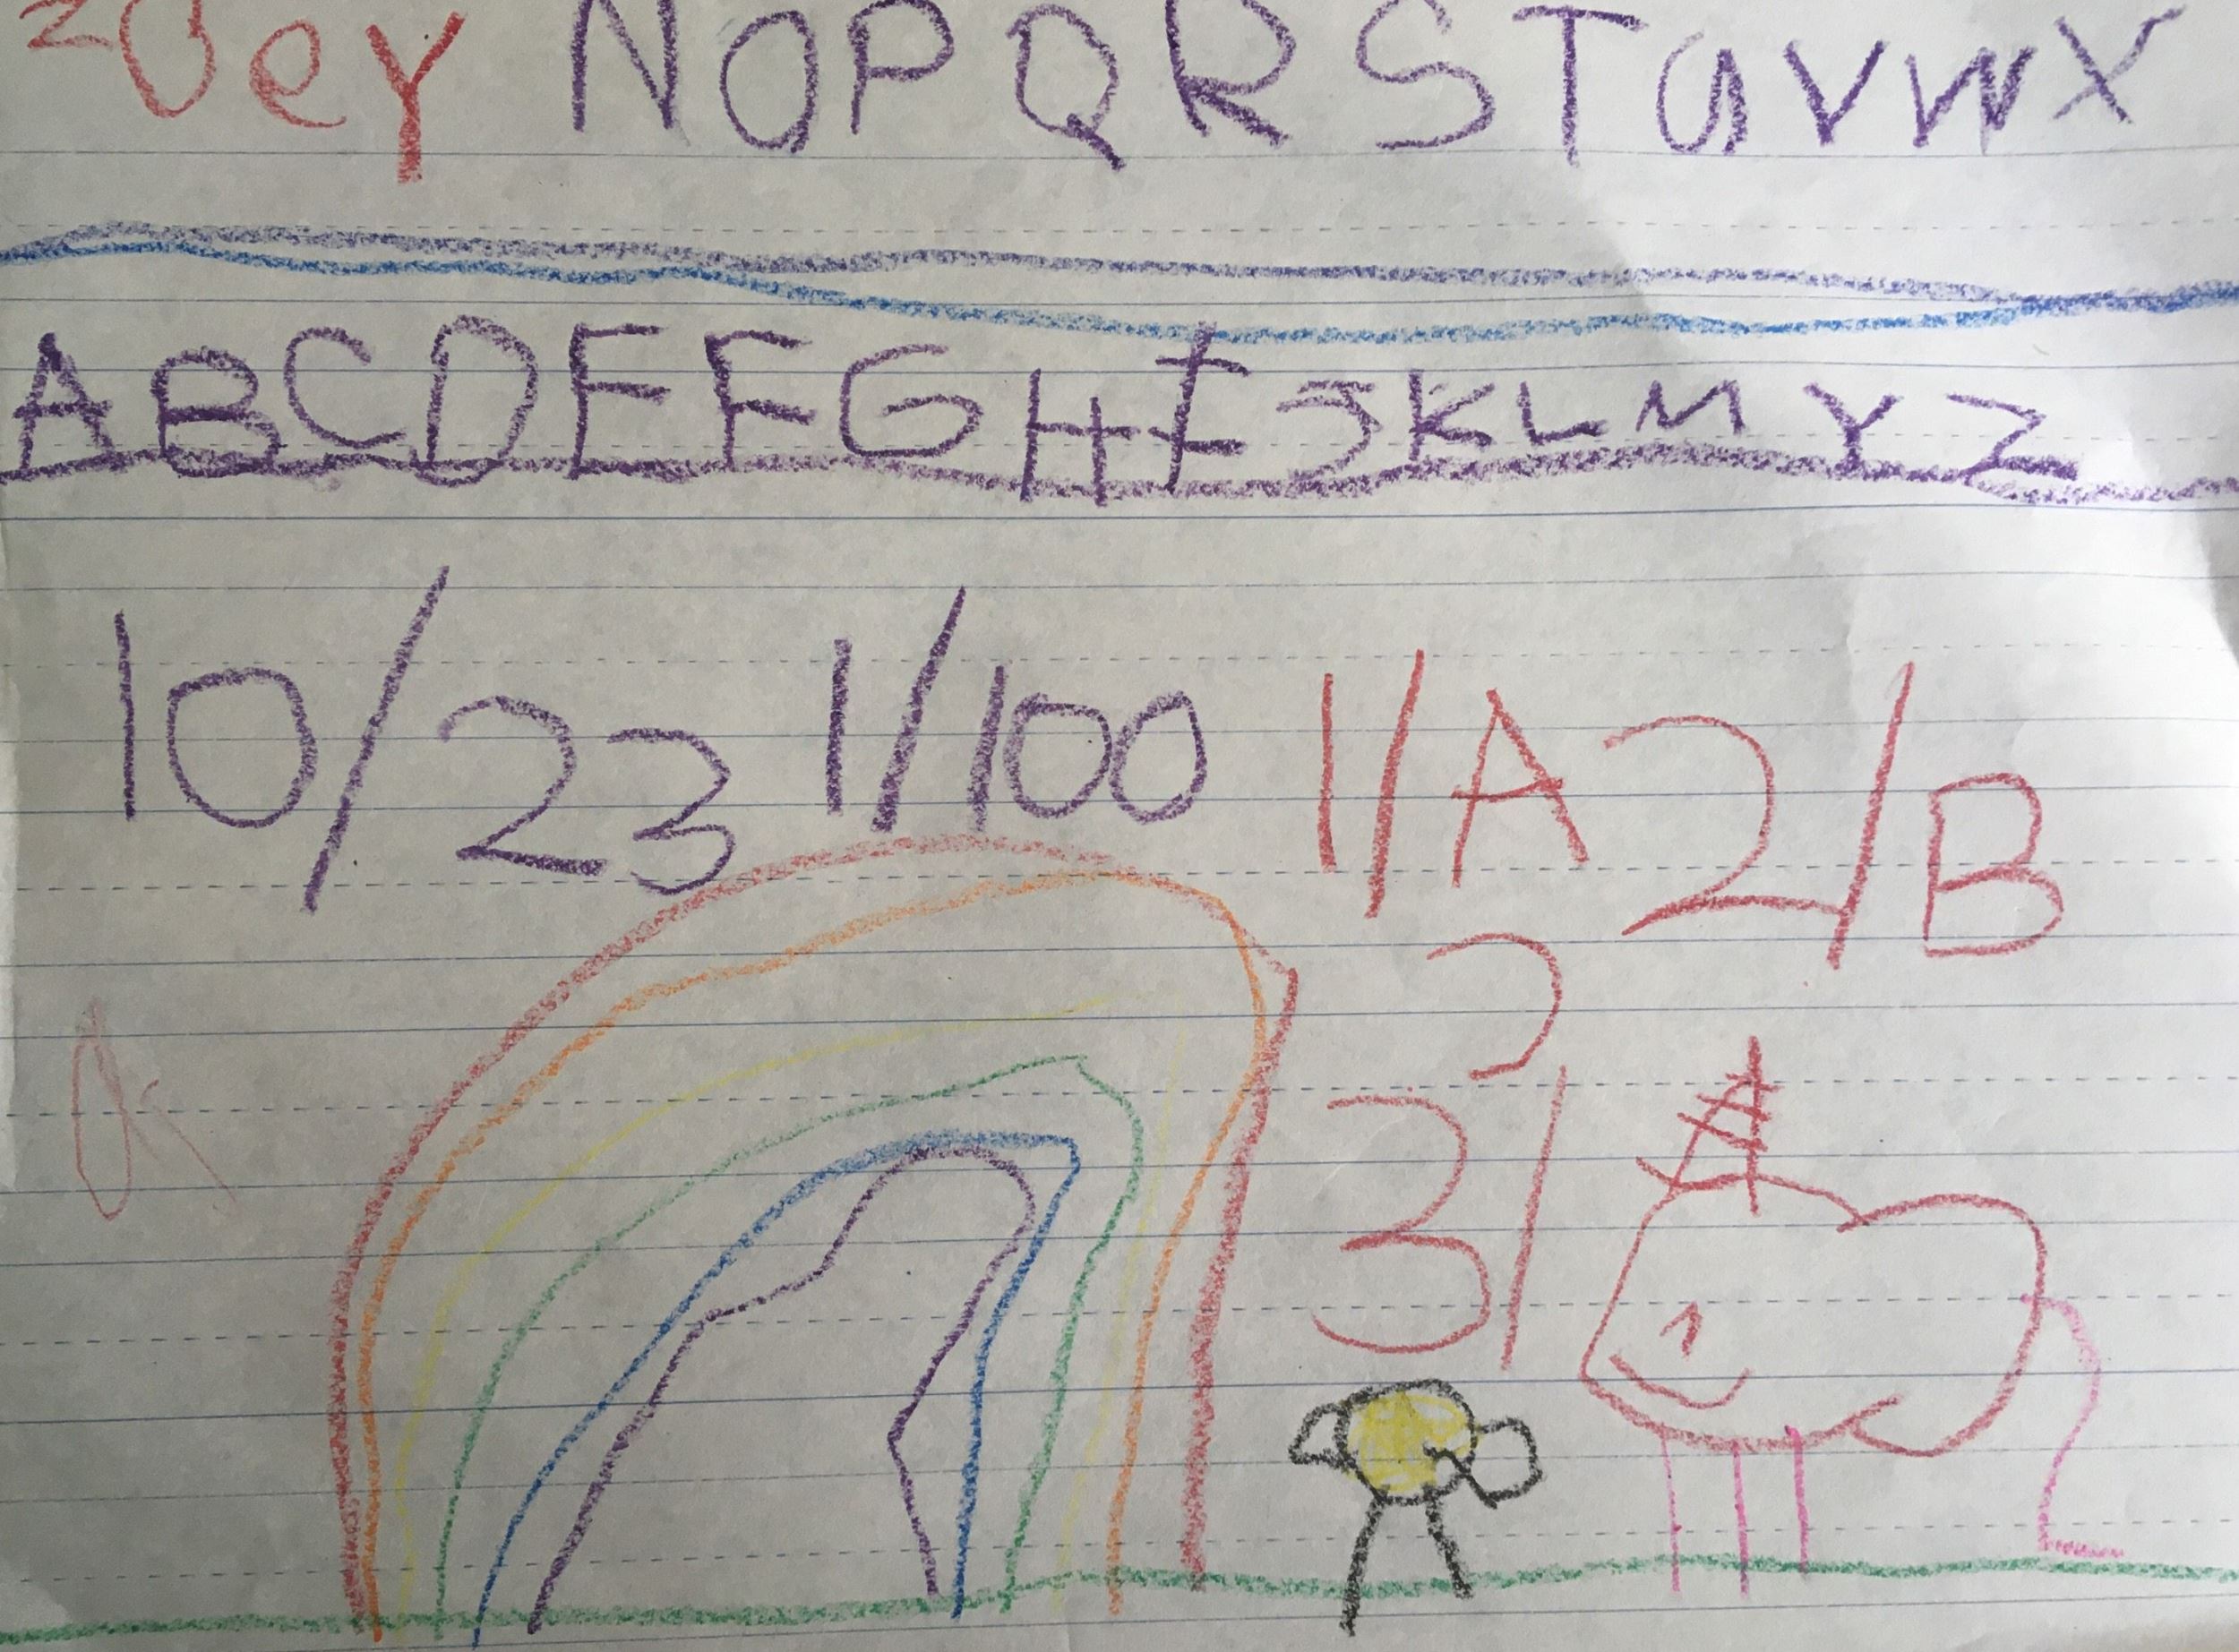 zoey NOPQRSTUVWX
ABCDEFGHIJKLMYZ
10/23 1/100 1/A 2/B
3/